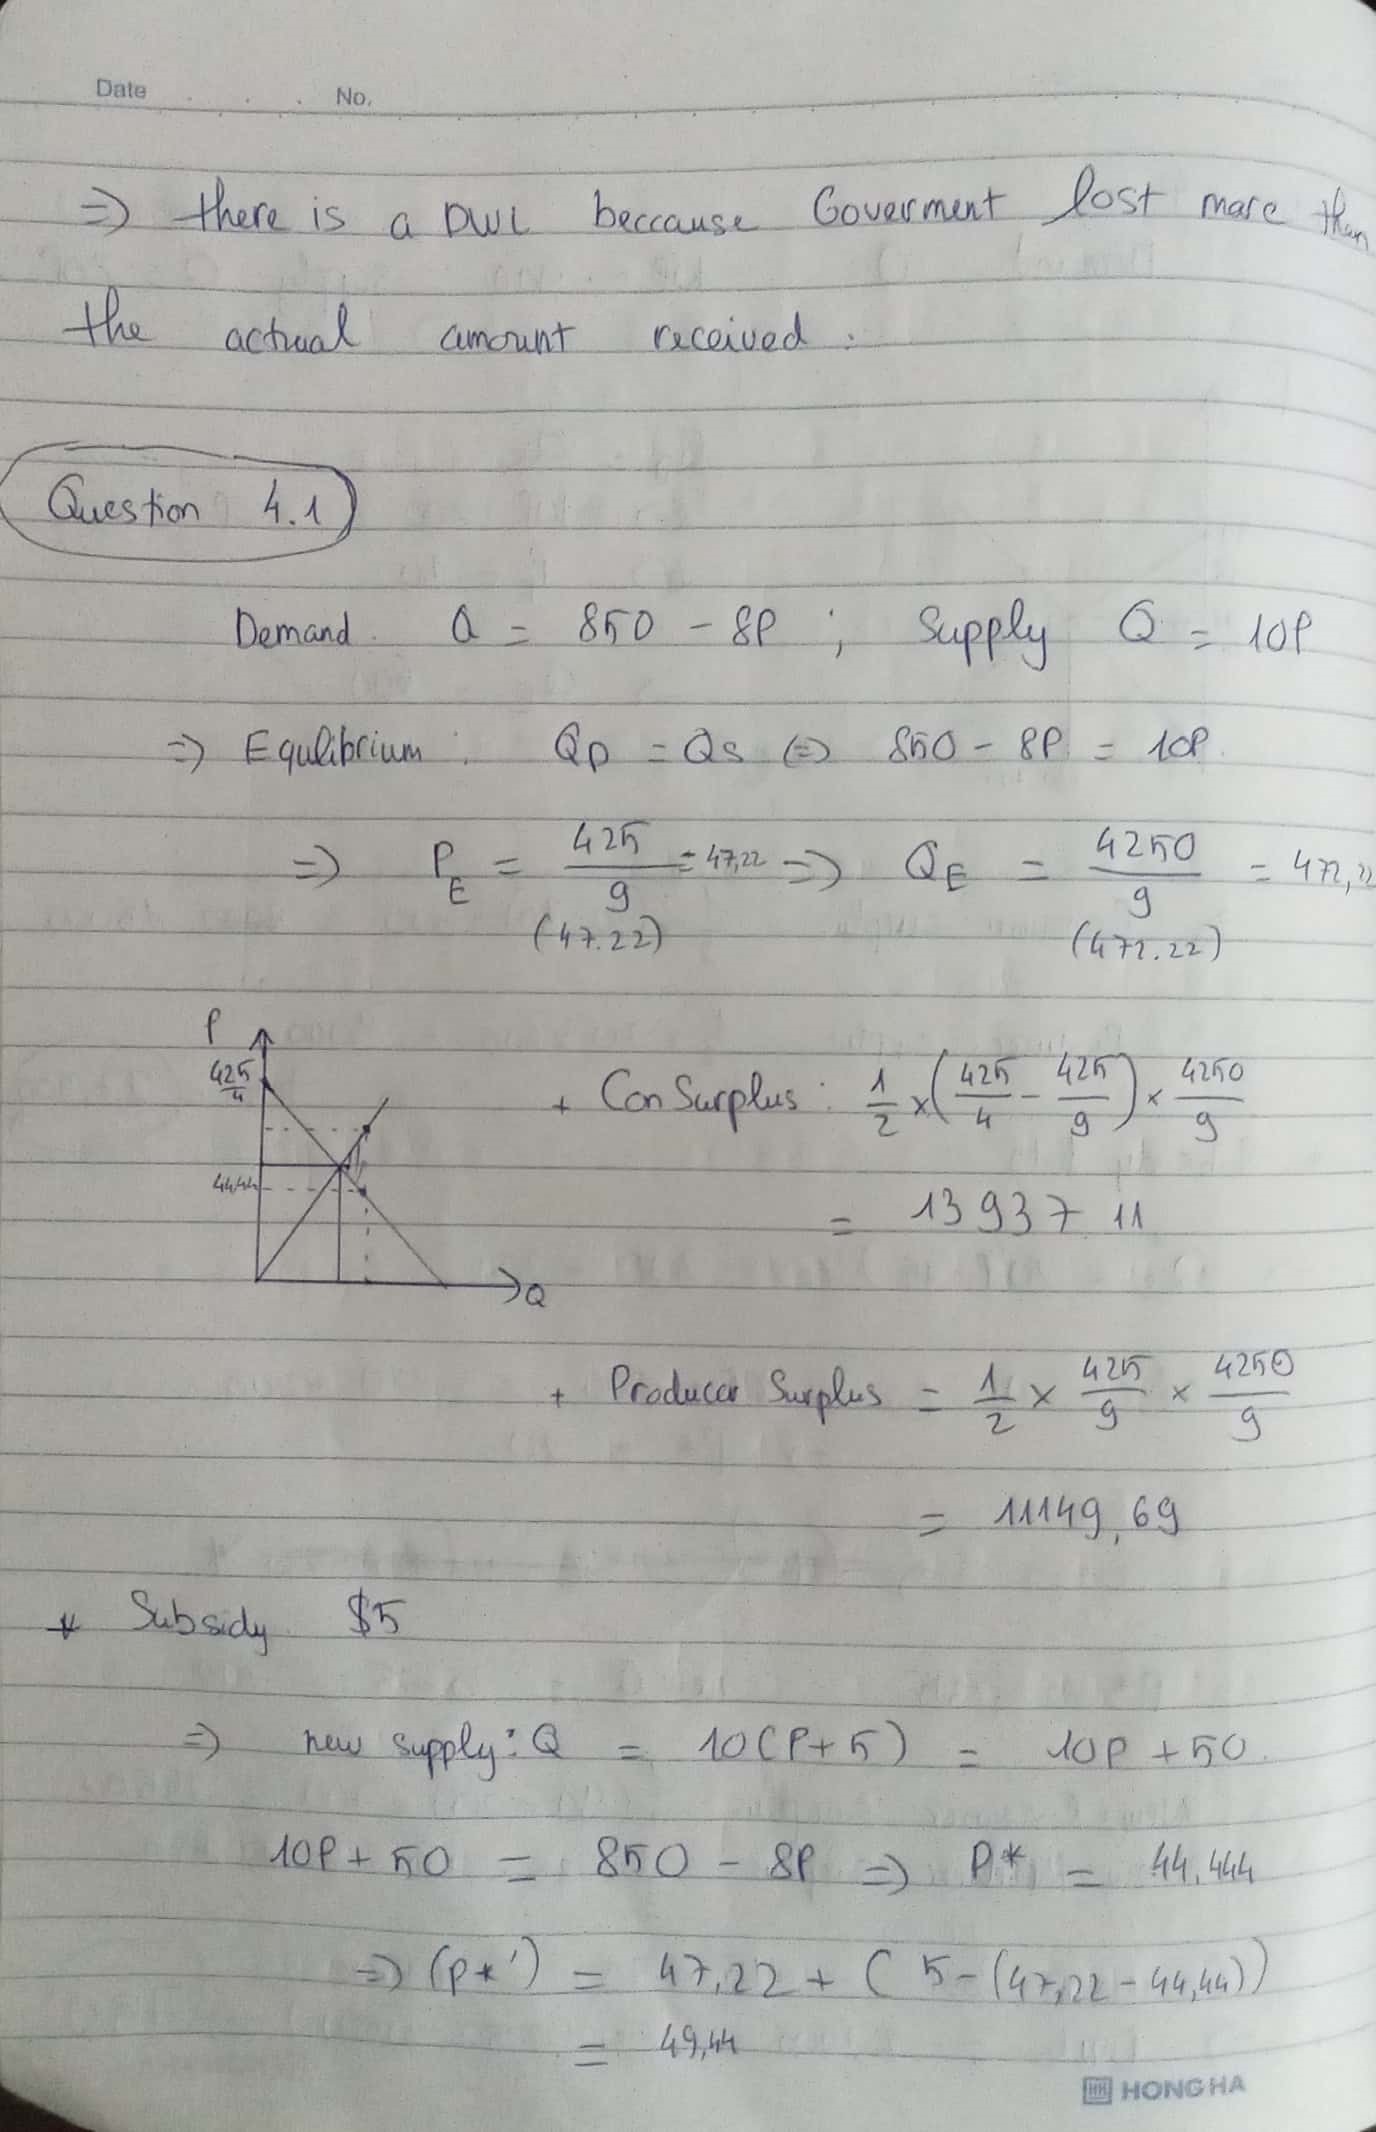 Date No.
=> there is a DWL beccause Goverment lost more than
the actual amount received.
Question 4.1
Demand. Q = 850 - 8P ; Supply Q = 10P
=> Equlibrium : QD = QS <=> 850 - 8P = 10P.
=> PE = 425/9 = 47,22 => QE = 4250/9 = 472,22
(47.22) (472.22)
P
425/4
+ Con Surplus : 1/2 x (425/4 - 425/9) x 4250/9
44,44
= 13 937 11
Q
+ Producer Surplus = 1/2 x 425/9 x 4250/9
= 11149,69
* Subsidy $5
=> new supply: Q = 10(P+5) = 10P + 50.
10P + 50 = 850 - 8P => P* = 44,444
=> (P*') = 47,22 + (5-(47,22 - 44,44))
= 49,44
HH HONG HA